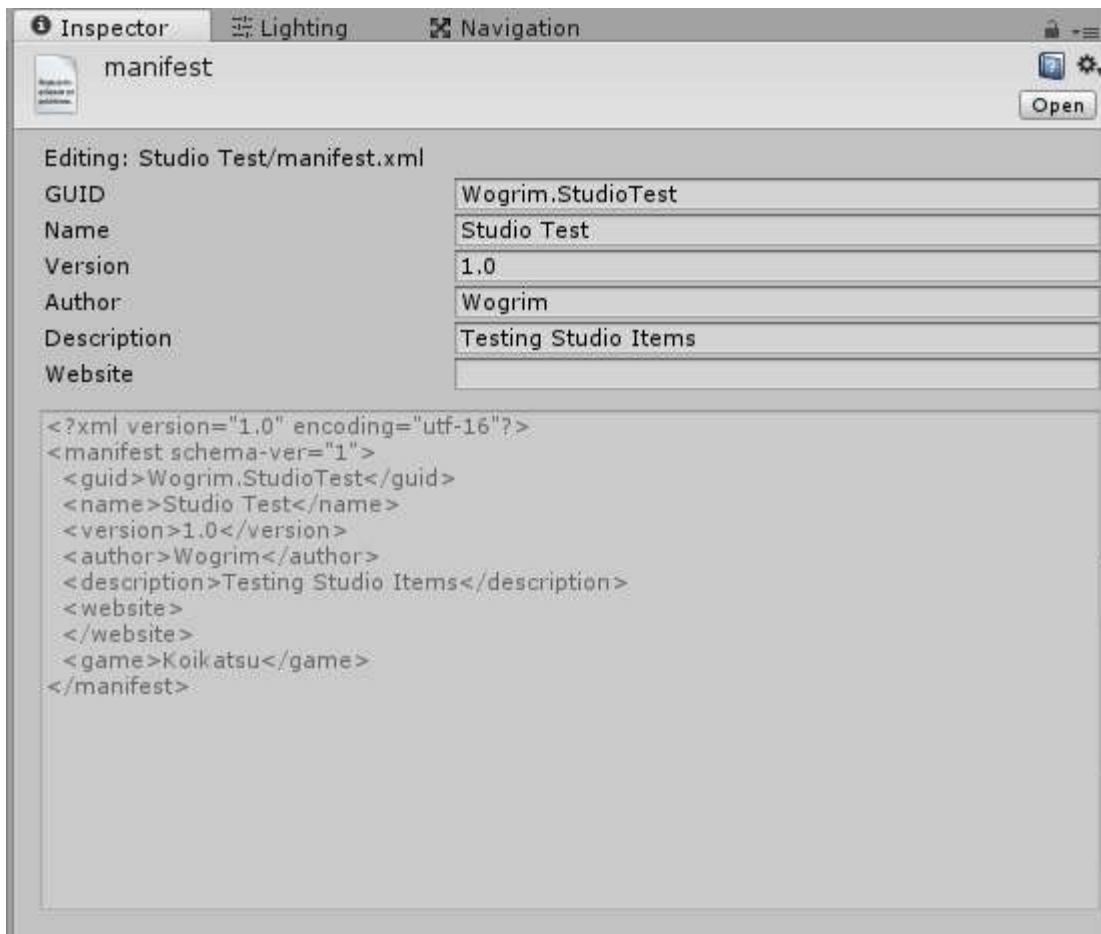 Inspector Lighting Navigation
manifest
Open
Editing: Studio Test/manifest.xml
GUID Wogrim.StudioTest
Name Studio Test
Version 1.0
Author Wogrim
Description Testing Studio Items
Website
<?xml version="1.0" encoding="utf-16"?>
<manifest schema-ver="1">
<guid>Wogrim.StudioTest</guid>
<name>Studio Test</name>
<version>1.0</version>
<author>Wogrim</author>
<description>Testing Studio Items</description>
<website>
</website>
<game>Koikatsu</game>
</manifest>